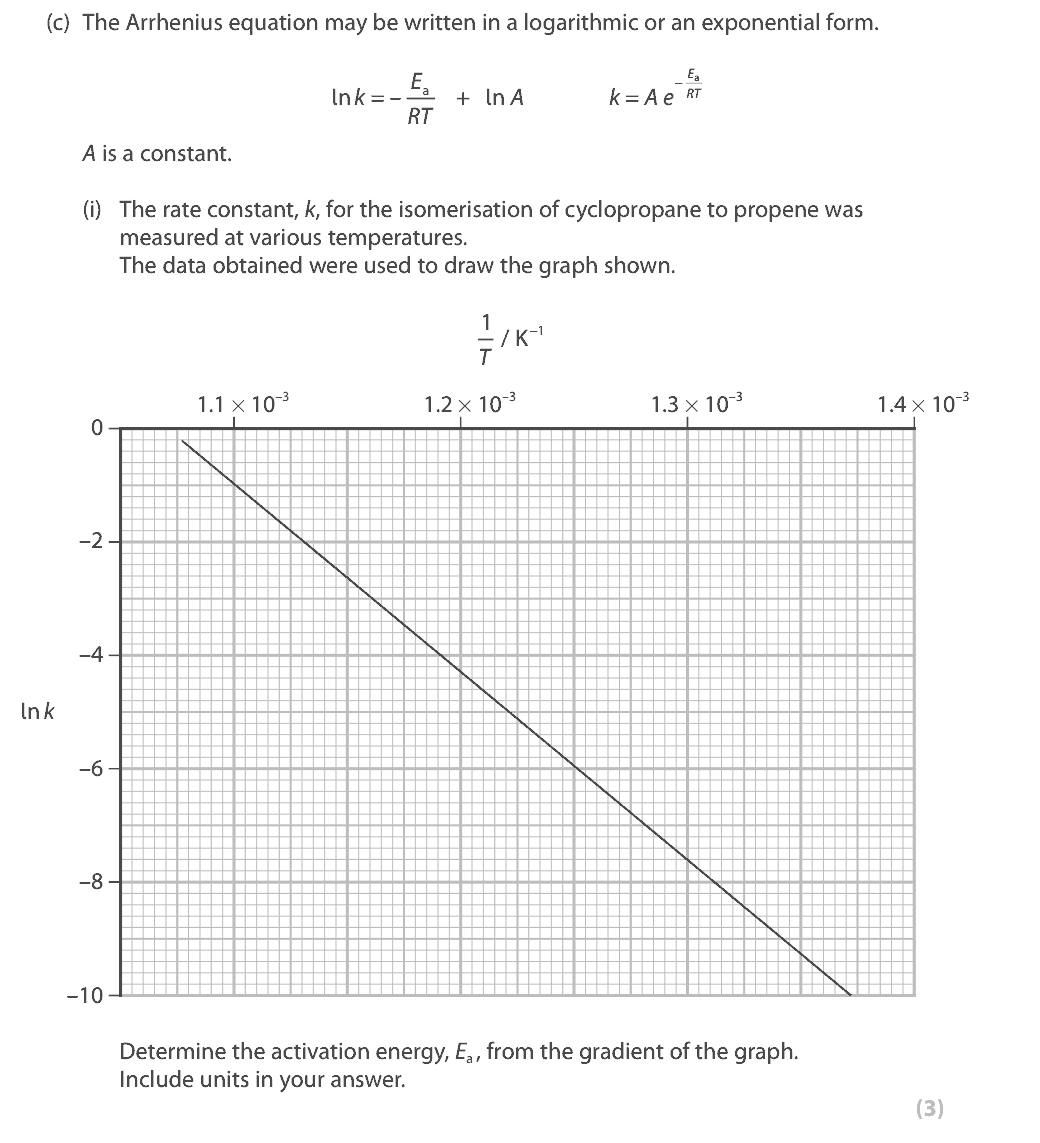 (c) The Arrhenius equation may be written in a logarithmic or an exponential form.
ln k = – Eₐ/RT + ln A    k = A e^(–Eₐ/RT)
A is a constant.
(i) The rate constant, k, for the isomerisation of cyclopropane to propene was
measured at various temperatures.
The data obtained were used to draw the graph shown.
1/T / K⁻¹
1.1 × 10⁻³ 1.2 × 10⁻³ 1.3 × 10⁻³ 1.4 × 10⁻³
0
–2
–4
ln k
–6
–8
–10
Determine the activation energy, Eₐ, from the gradient of the graph.
Include units in your answer.
(3)